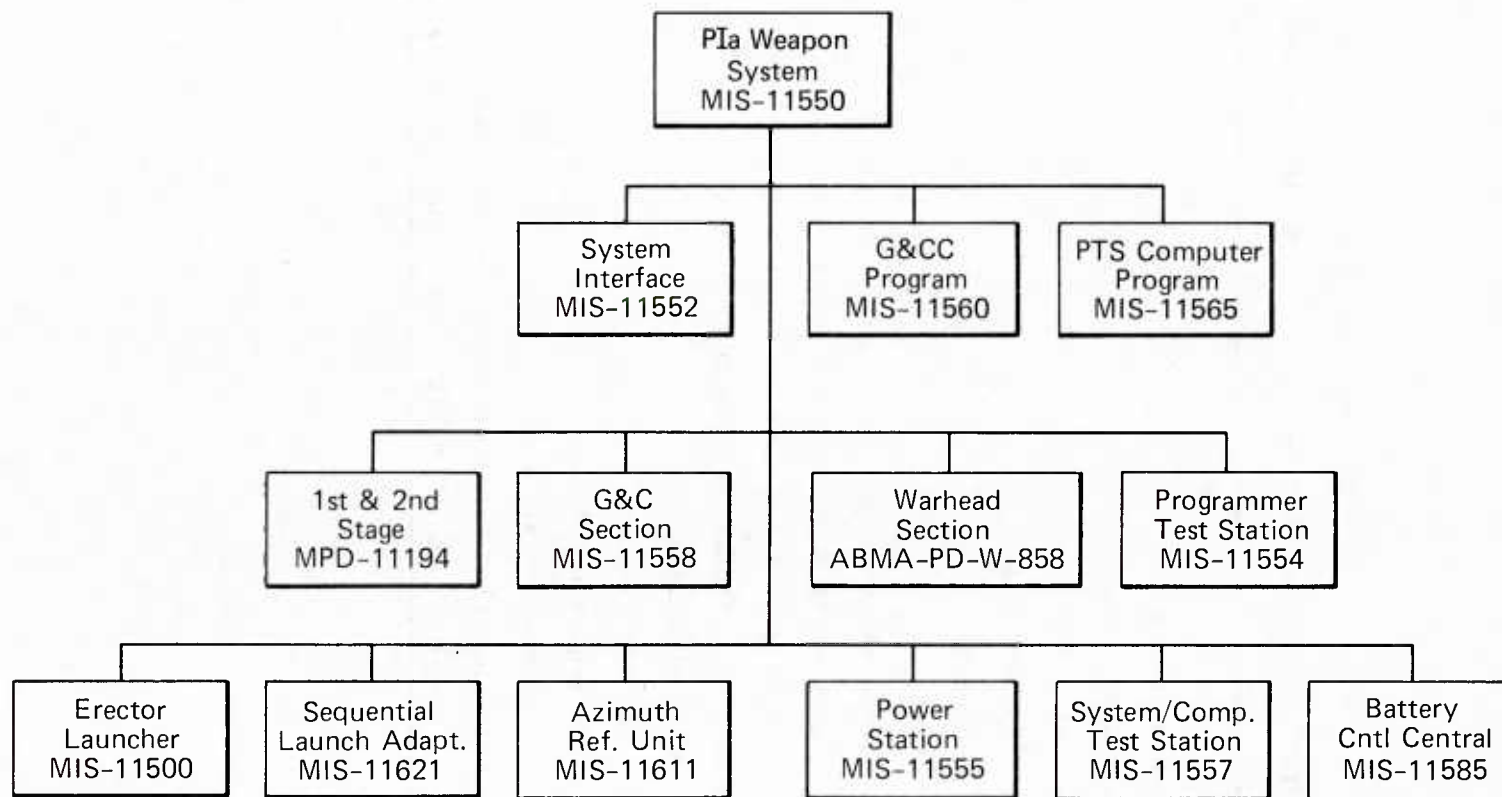 PIa Weapon
System
MIS-11550
System
Interface
MIS-11552
G&CC
Program
MIS-11560
PTS Computer
Program
MIS-11565
1st & 2nd
Stage
MPD-11194
G&C
Section
MIS-11558
Warhead
Section
ABMA-PD-W-858
Programmer
Test Station
MIS-11554
Erector
Launcher
MIS-11500
Sequential
Launch Adapt.
MIS-11621
Azimuth
Ref. Unit
MIS-11611
Power
Station
MIS-11555
System/Comp.
Test Station
MIS-11557
Battery
Cntl Central
MIS-11585